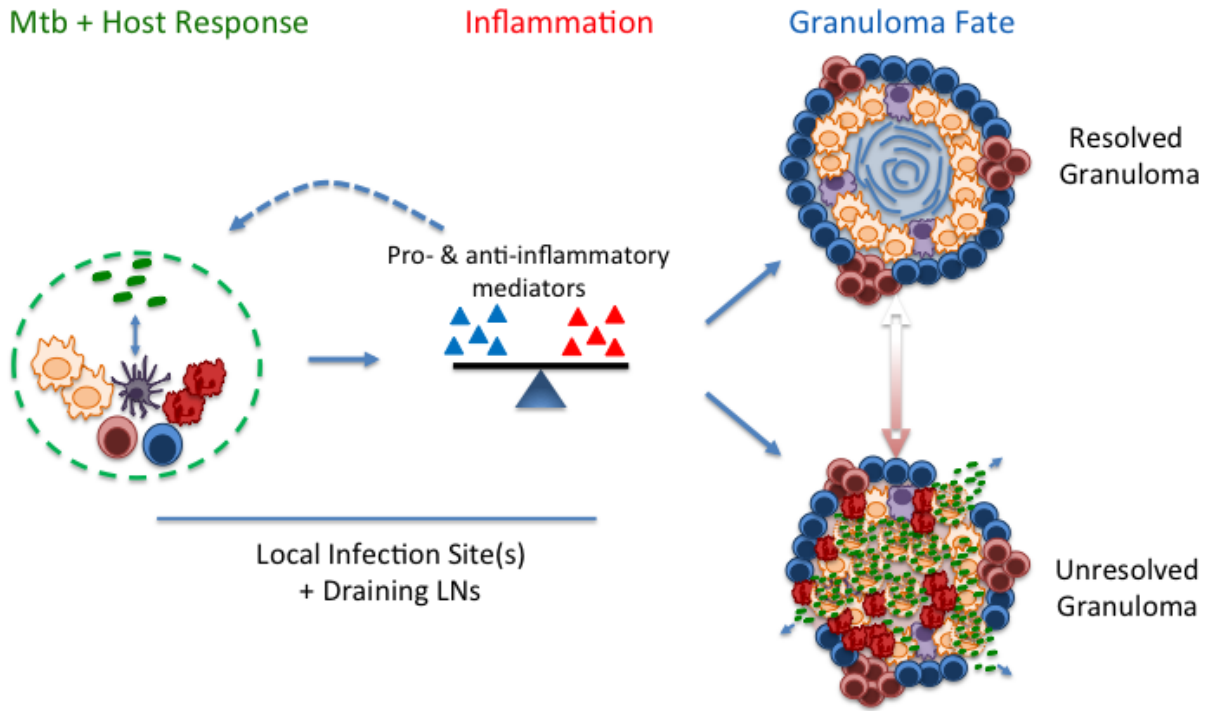 Mtb + Host Response
Inflammation
Granuloma Fate
Resolved
Granuloma
Pro- & anti-inflammatory
mediators
Local Infection Site(s)
+ Draining LNs
Unresolved
Granuloma